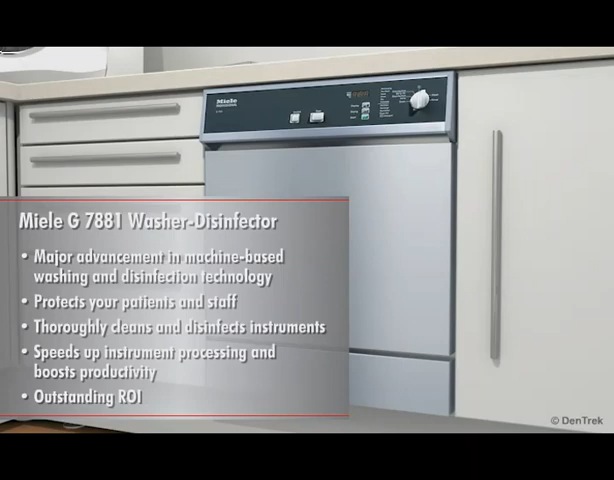 Miele
Miele G 7881 Washer-Disinfector
• Major advancement in machine-based
washing and disinfection technology
• Protects your patients and staff
• Thoroughly cleans and disinfects instruments
• Speeds up instrument processing and
boosts productivity
• Outstanding ROI
© DenTrek